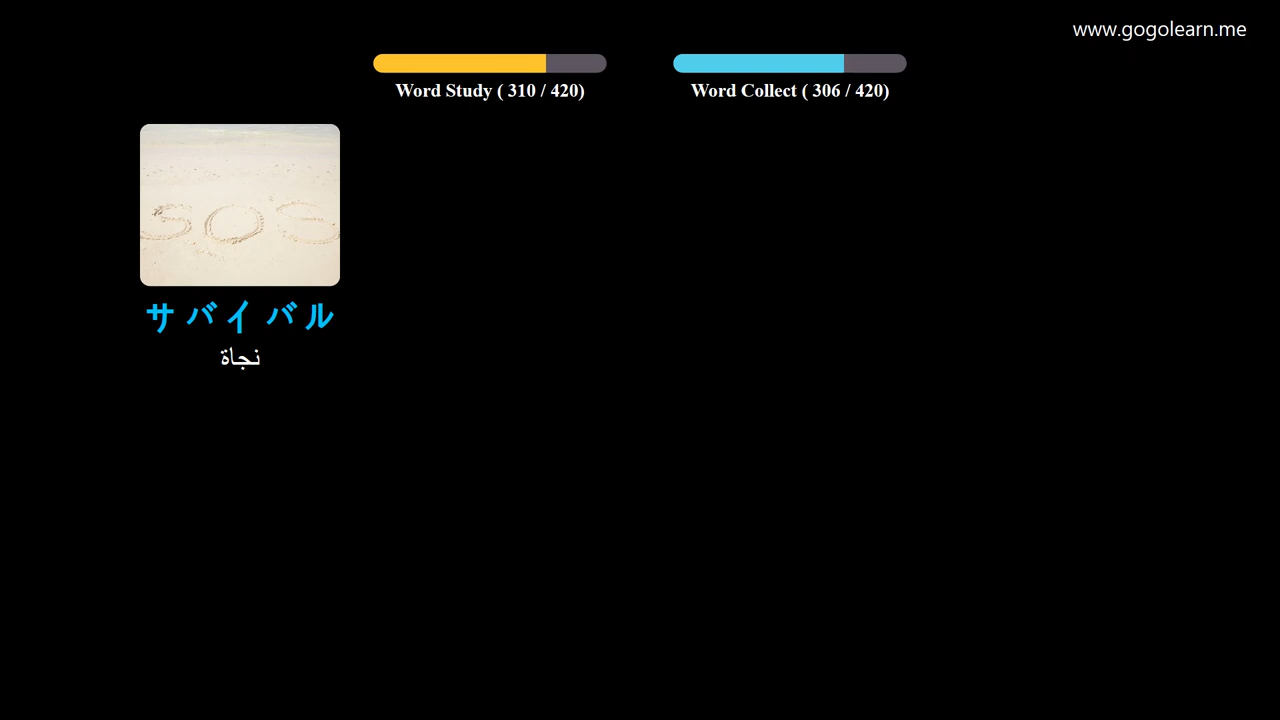 www.gogolearn.me
Word Study ( 310 / 420)
Word Collect ( 306 / 420)
SOS
サバイバル
نجاة